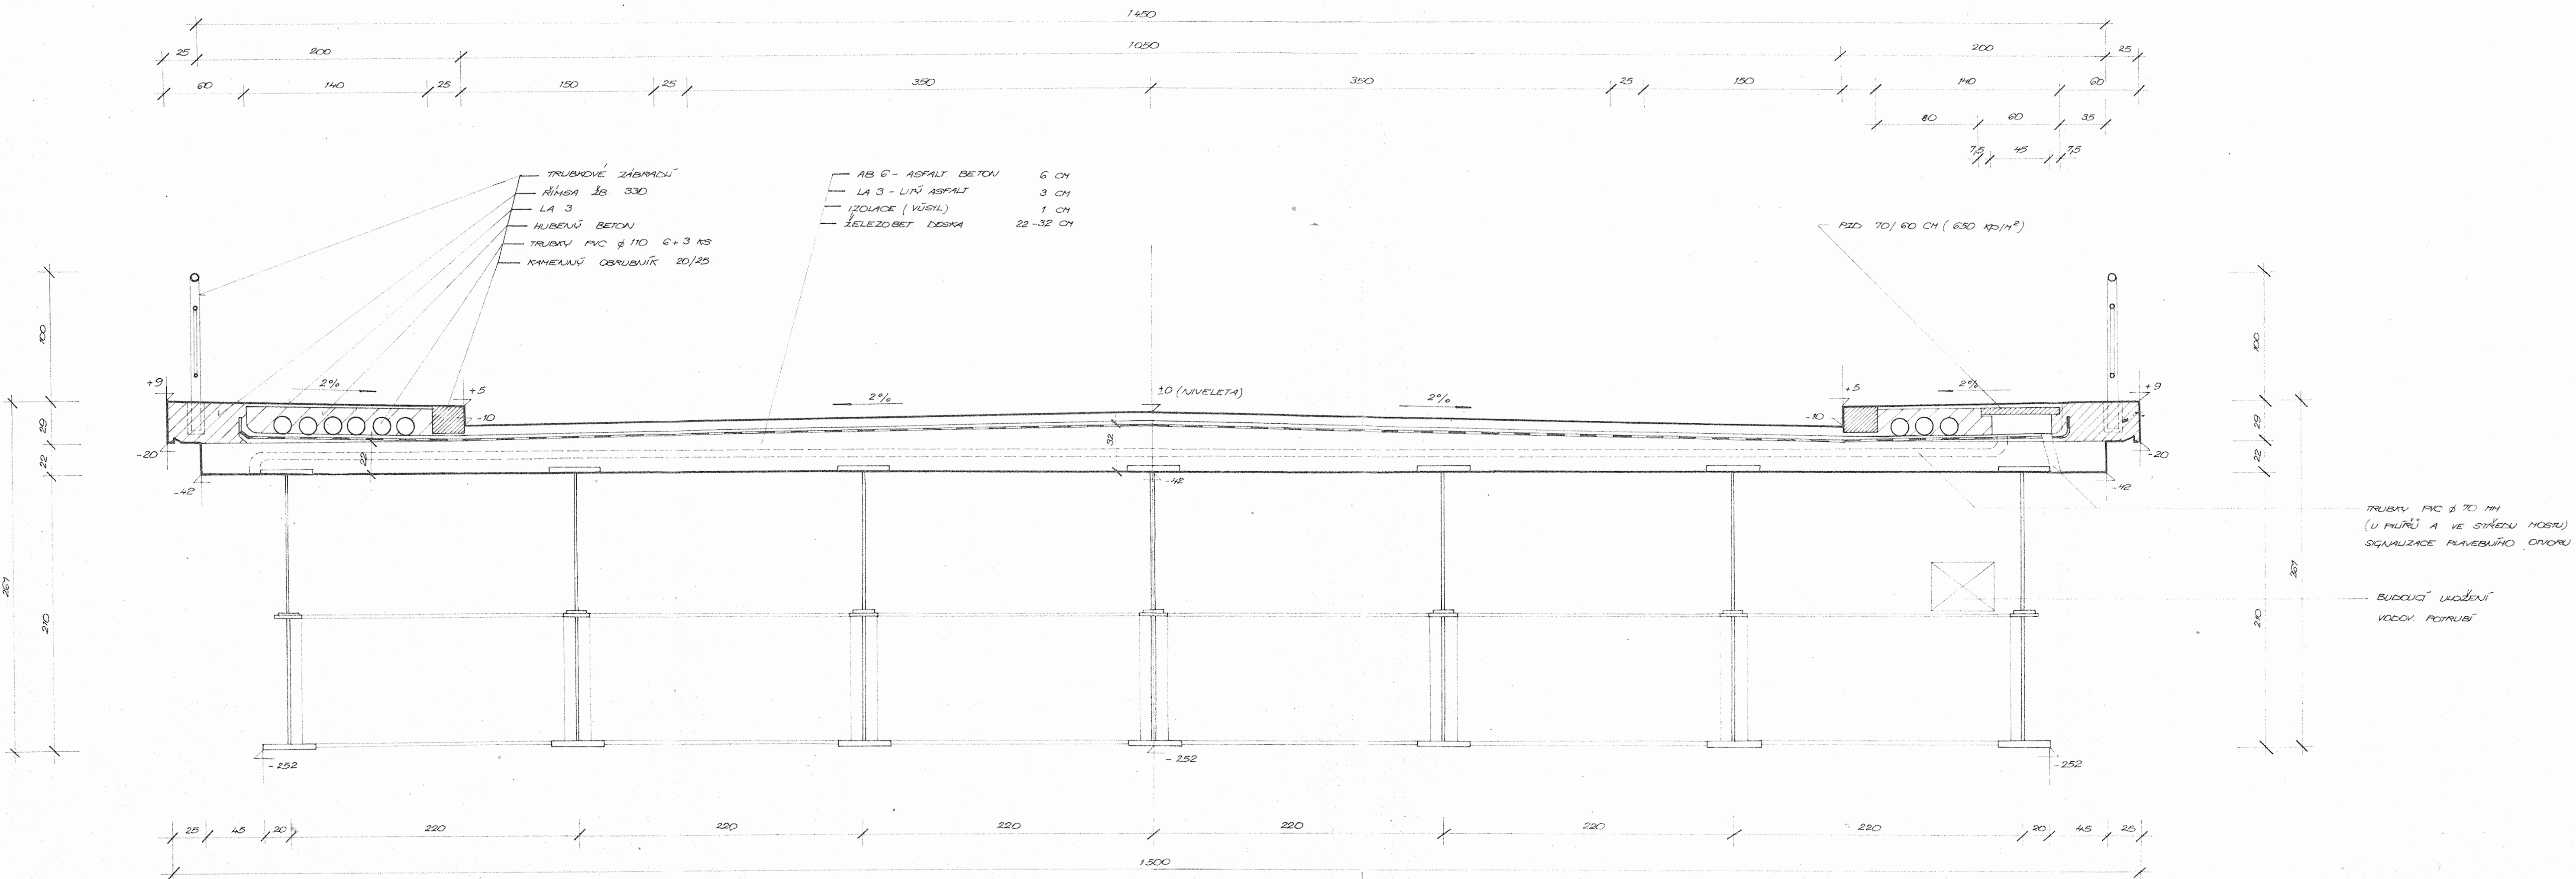 1450
25 200 1050 200 25
60 140 25 150 25 350 350 25 150 140 60
80 60 35
7,5 45 7,5
TRUBKOVÉ ZÁBRADLÍ
ŘÍMSA ŽB. 330
LA 3
HUBENÝ BETON
TRUBKY PVC ϕ 110 6+3 KS
KAMENNÝ OBRUBNÍK 20/25
AB 6 - ASFALT. BETON 6 CM
LA 3 - LITÝ ASFALT 3 CM
IZOLACE (VÚSIL) 1 CM
ŽELEZOBET DESKA 22-32 CM
PZD 70/60 CM (650 KP/M²)
100
100
+9 2% +5 2% ±0 (NIVELETA) 2% +5 2% +9
29 -10 -10 29
-20 22 32 -20
22 22
-42 -42 -42
TRUBKY PVC ϕ 70 MM
(U PILÍŘŮ A VE STŘEDU MOSTU)
SIGNALIZACE PLAVEBNÍHO OTVORU
261
210
261
210
BUDOUCÍ ULOŽENÍ
VODOV. POTRUBÍ
-252 -252 -252
25 45 20 220 220 220 220 220 220 20 45 25
1500